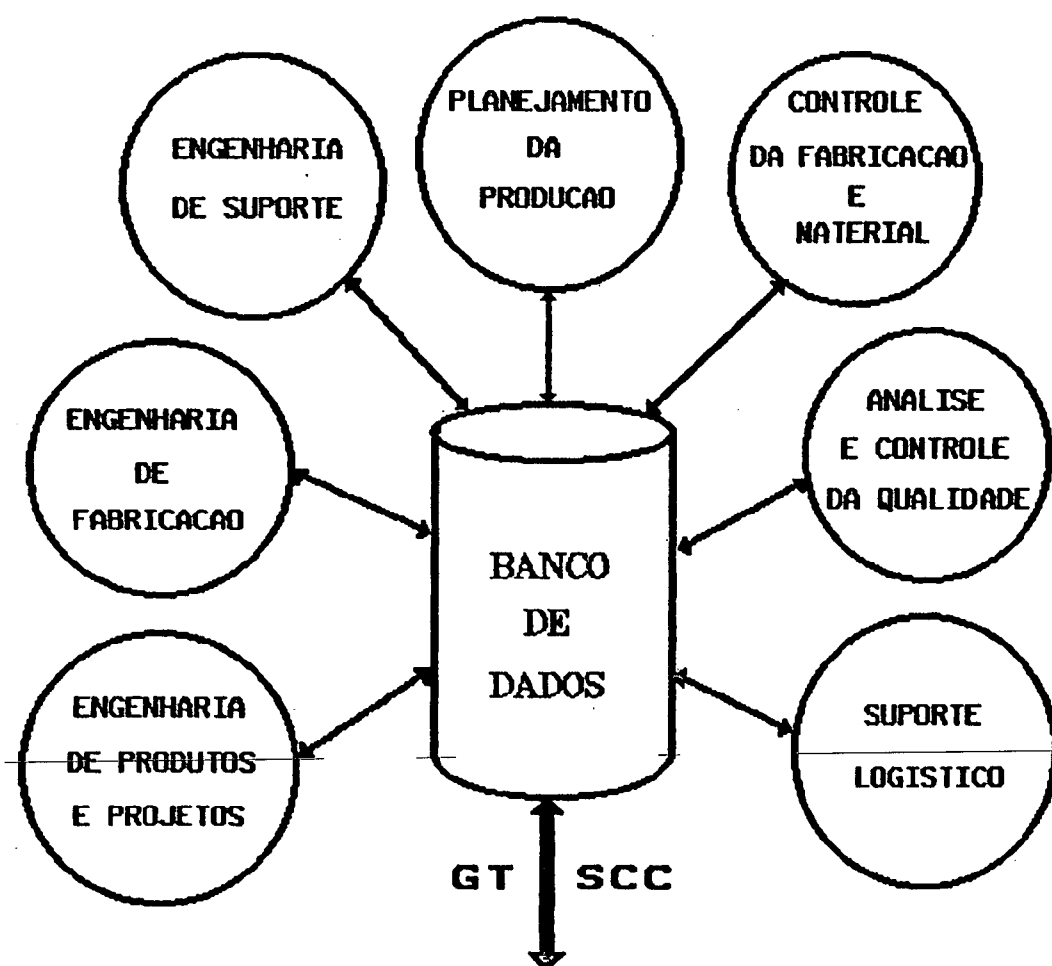 PLANEJAMENTO
DA
PRODUCAO
ENGENHARIA
DE SUPORTE
CONTROLE
DA FABRICACAO
E
MATERIAL
ENGENHARIA
DE
FABRICACAO
ANALISE
E CONTROLE
DA QUALIDADE
BANCO
DE
DADOS
ENGENHARIA
DE PRODUTOS
E PROJETOS
SUPORTE
LOGISTICO
GT SCC